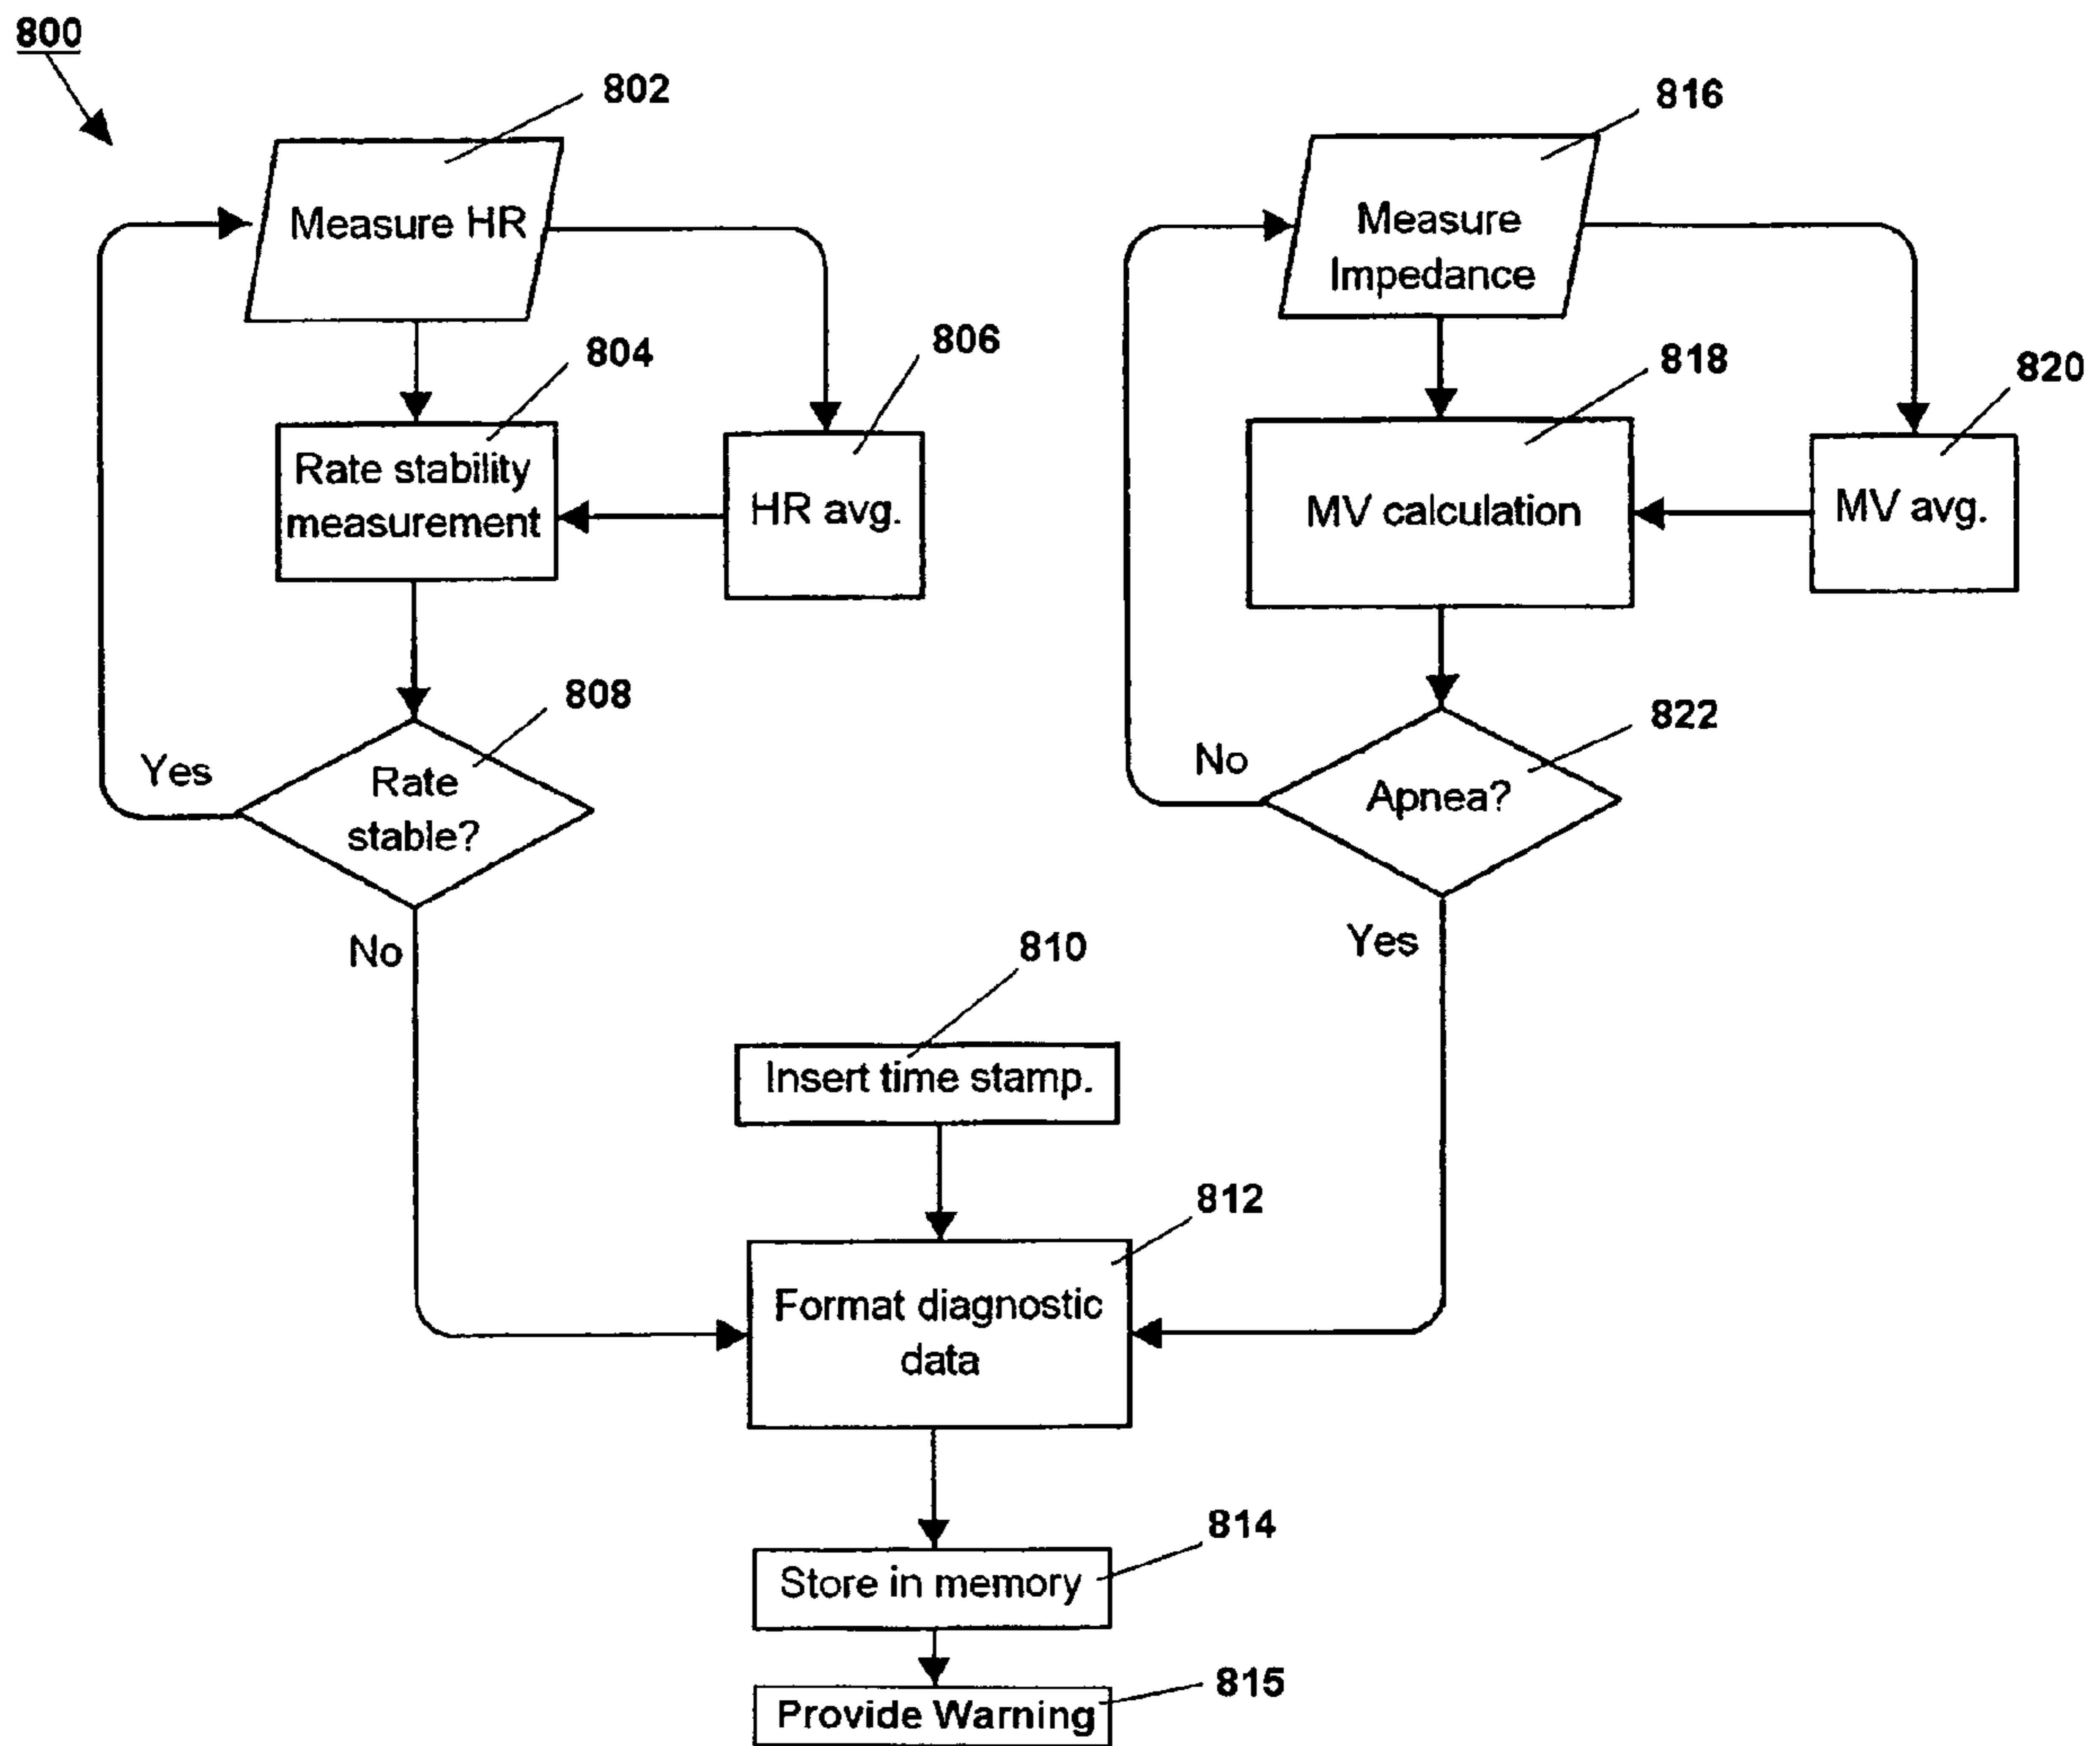 800
802
816
Measure HR
Measure
Impedance
804
806
818
820
Rate stability
measurement
HR avg.
MV calculation
MV avg.
808
822
Yes
Rate
stable?
No
Apnea?
No
Yes
810
Insert time stamp.
812
Format diagnostic
data
814
Store in memory
815
Provide Warning